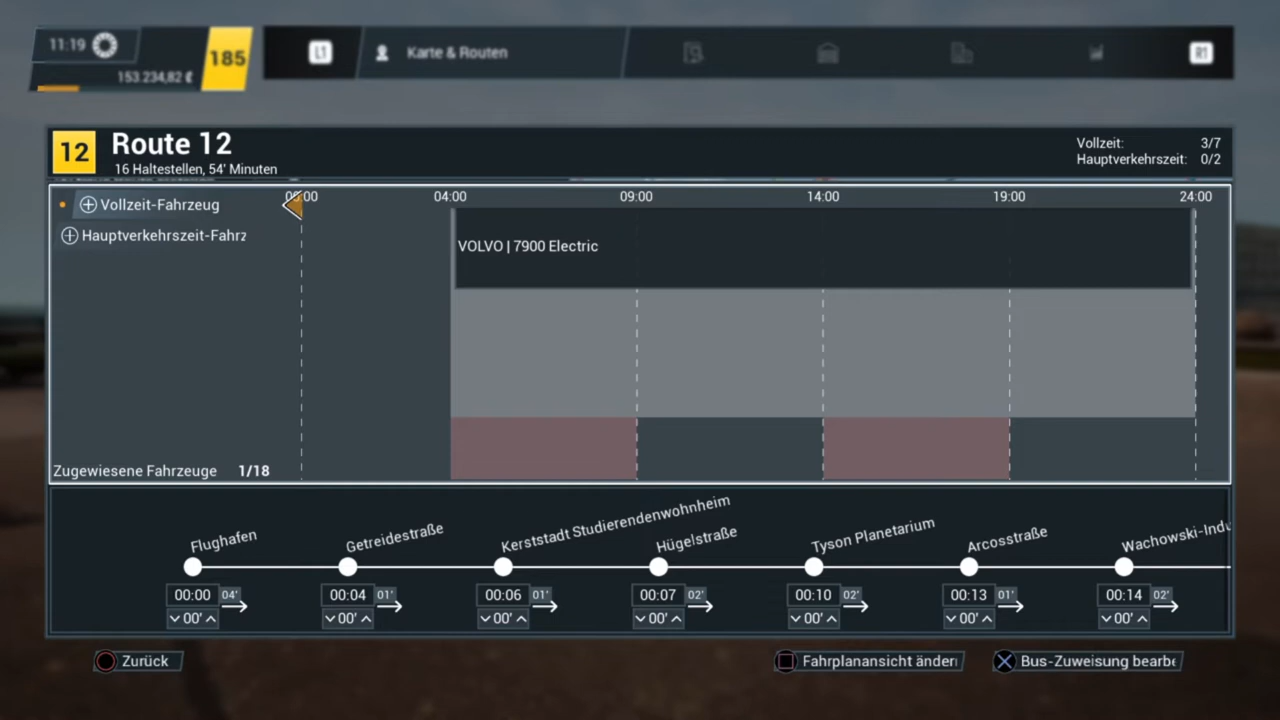 11:19
153.234,82 €
185
L1
Karte & Routen
R1
12
Route 12
16 Haltestellen, 54' Minuten
Vollzeit: 3/7
Hauptverkehrszeit: 0/2
Vollzeit-Fahrzeug
Hauptverkehrszeit-Fahrz
04:00 09:00 14:00 19:00 24:00
VOLVO | 7900 Electric
Zugewiesene Fahrzeuge 1/18
Flughafen
Getreidestraße
Kerststadt Studierendenwohnheim
Hügelstraße
Tyson Planetarium
Arcosstraße
Wachowski-Indu
00:00 04' 00:04 01' 00:06 01' 00:07 02' 00:10 02' 00:13 01' 00:14 02'
00' 00' 00' 00' 00' 00' 00'
Zurück
Fahrplanansicht änder
Bus-Zuweisung bearbe